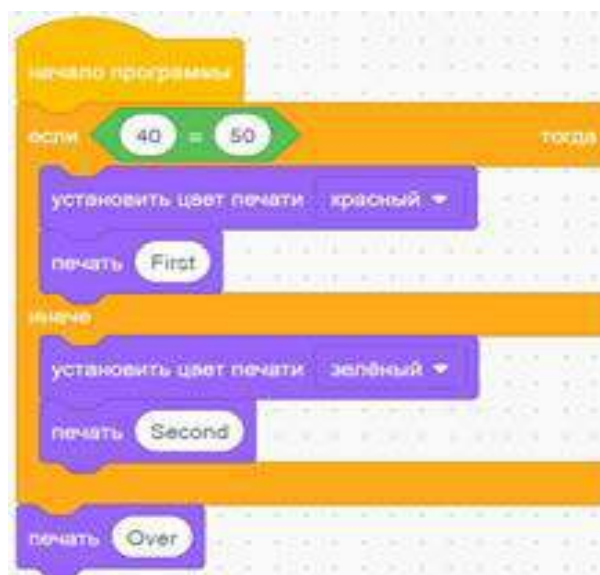 начало программы
если 40 = 50 тогда
установить цвет печати красный
печать First
иначе
установить цвет печати зелёный
печать Second
печать Over